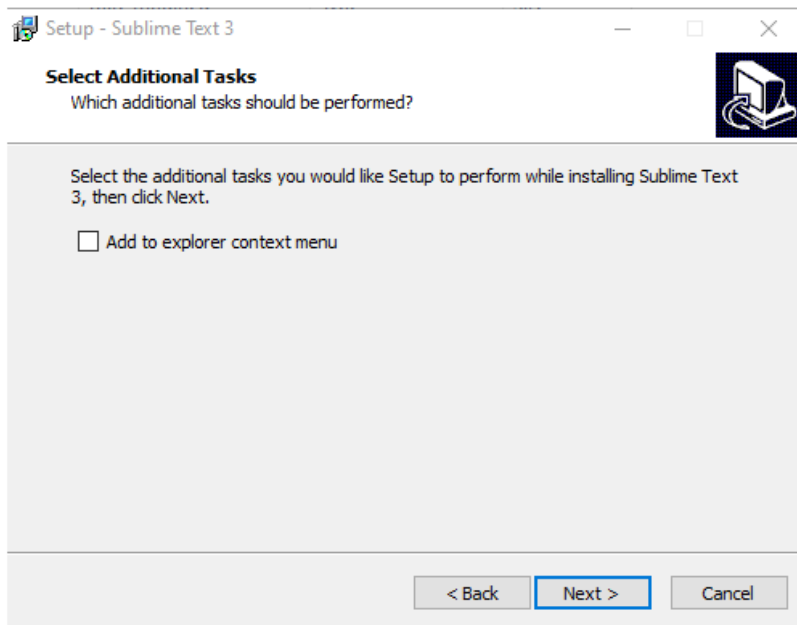 Setup - Sublime Text 3
Select Additional Tasks
Which additional tasks should be performed?
Select the additional tasks you would like Setup to perform while installing Sublime Text
3, then click Next.
Add to explorer context menu
< Back
Next >
Cancel